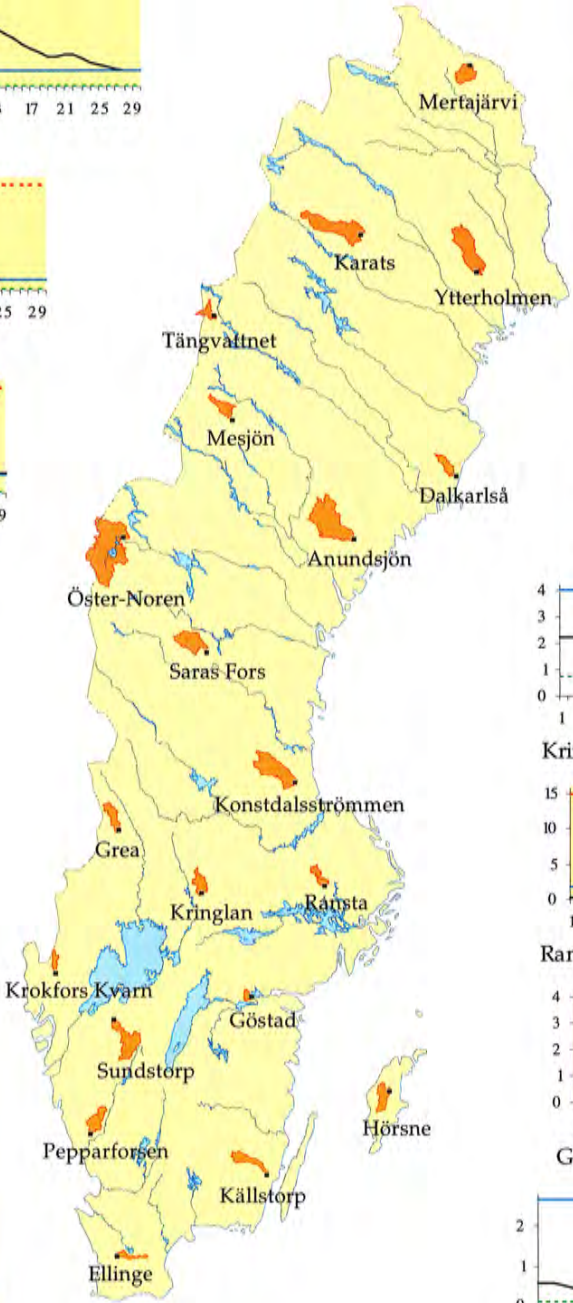 17 21 25 29
Mertajärvi
Karats
Ytterholmen
25 29
Tängvattnet
Mesjön
Dalkarlså
Anundsjön
4
Öster-Noren
3
2
Saras Fors
1
0
1
Konstdalsströmmen
15
Grea
10
Kringlan
Ransta
5
0
Krokfors Kvarn
4
Göstad
3
Sundstorp
2
1
0
Hörsne
Pepparforsen
G
Källstorp
2
Ellinge
1
0